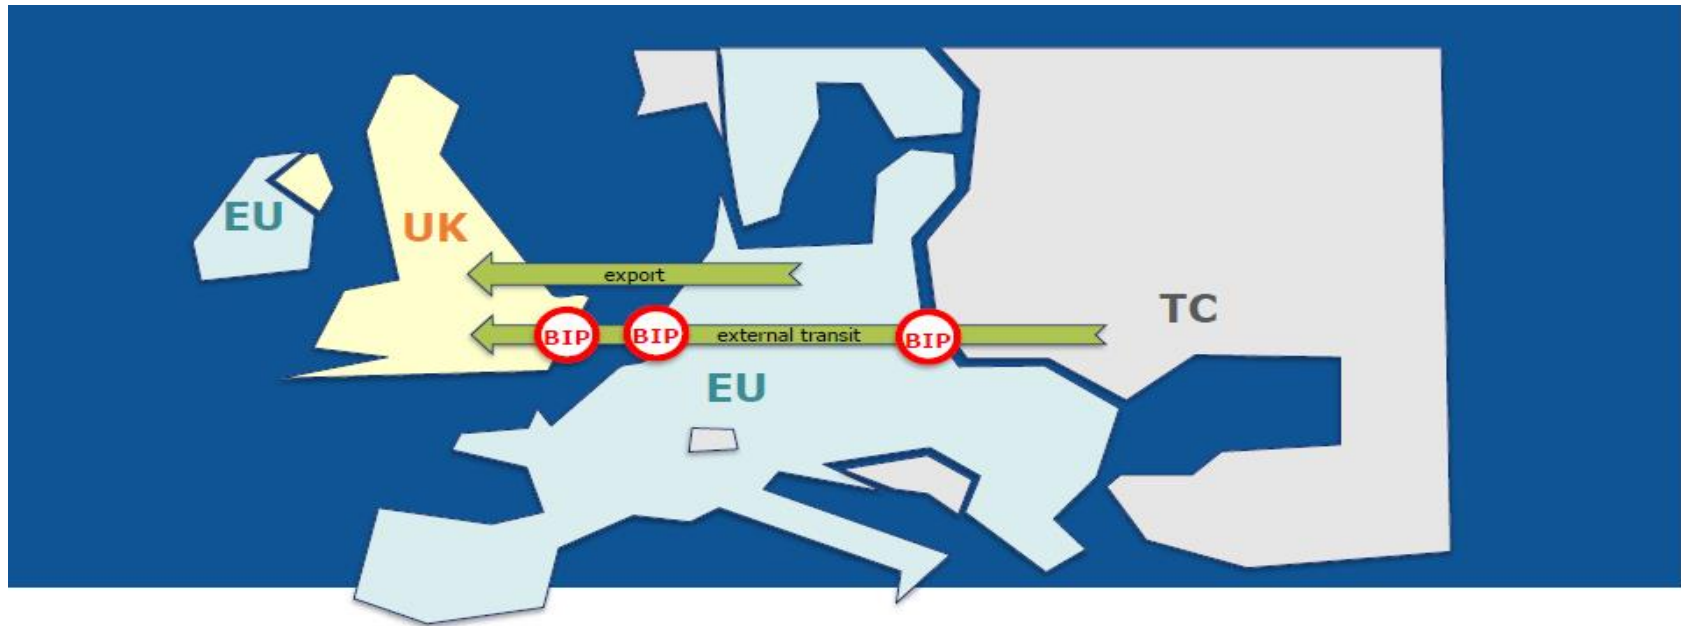 EU
UK
export
BIP
BIP
external transit
BIP
TC
EU